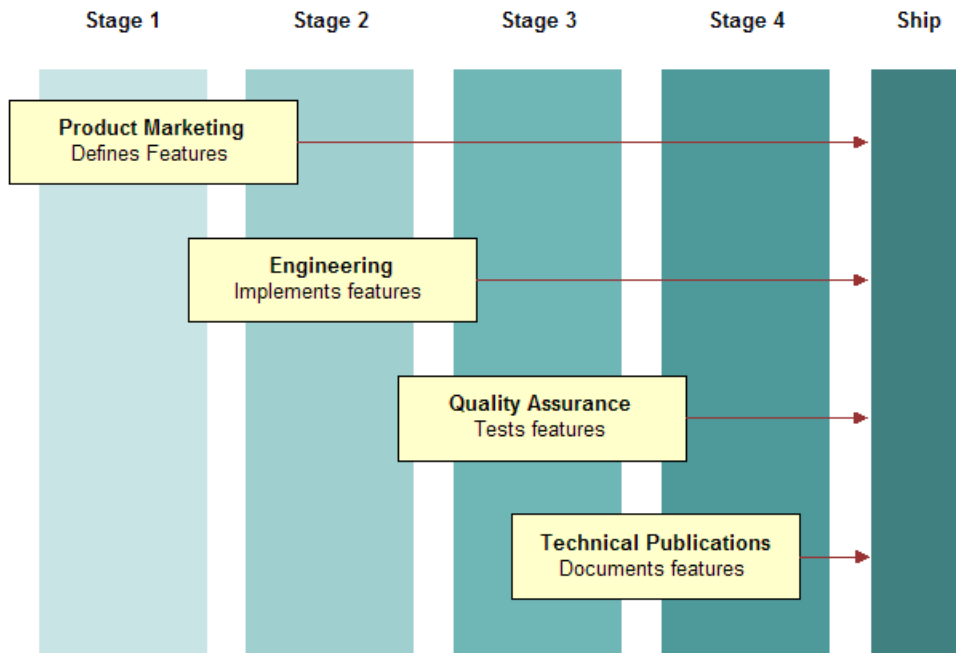 Stage 1
Stage 2
Stage 3
Stage 4
Ship
Product Marketing
Defines Features
Engineering
Implements features
Quality Assurance
Tests features
Technical Publications
Documents features